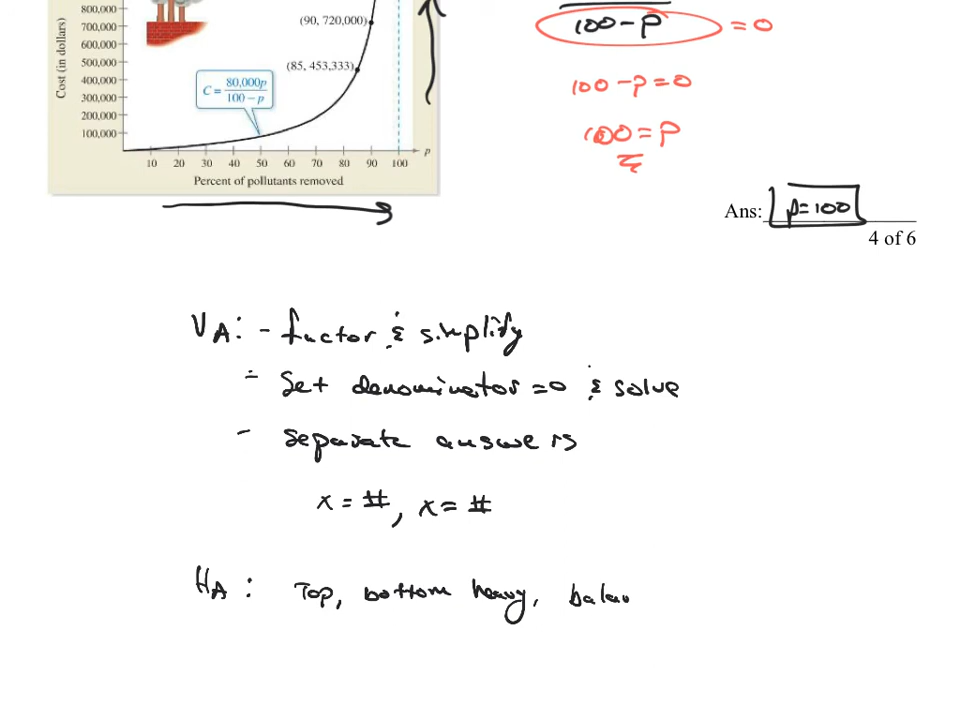 800,000
700,000
600,000
500,000
400,000
300,000
200,000
100,000
Cost (in dollars)
(90, 720,000)
(85, 453,333)
C = 80,000p / 100 − p
10 20 30 40 50 60 70 80 90 100 p
Percent of pollutants removed
100 - p = 0
100 - p = 0
100 = p
Ans: p = 100
4 of 6
VA: - factor & simplify
- Set denominator = 0 & solve
- separate answers
x = #, x = #
HA: Top, bottom heavy, balan